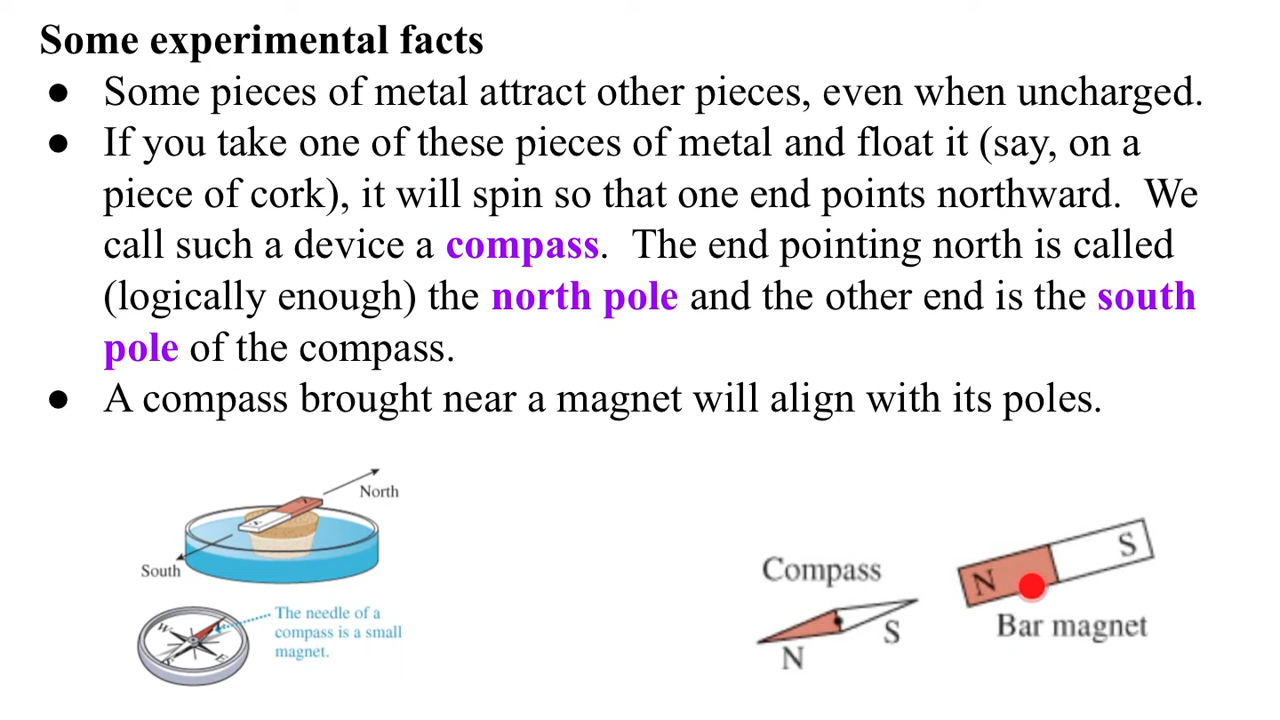 Some experimental facts
● Some pieces of metal attract other pieces, even when uncharged.
● If you take one of these pieces of metal and float it (say, on a
piece of cork), it will spin so that one end points northward. We
call such a device a compass. The end pointing north is called
(logically enough) the north pole and the other end is the south
pole of the compass.
● A compass brought near a magnet will align with its poles.
North
S
South
The needle of a
compass is a small
magnet.
W
E
Compass
N
S
N
S
Bar magnet